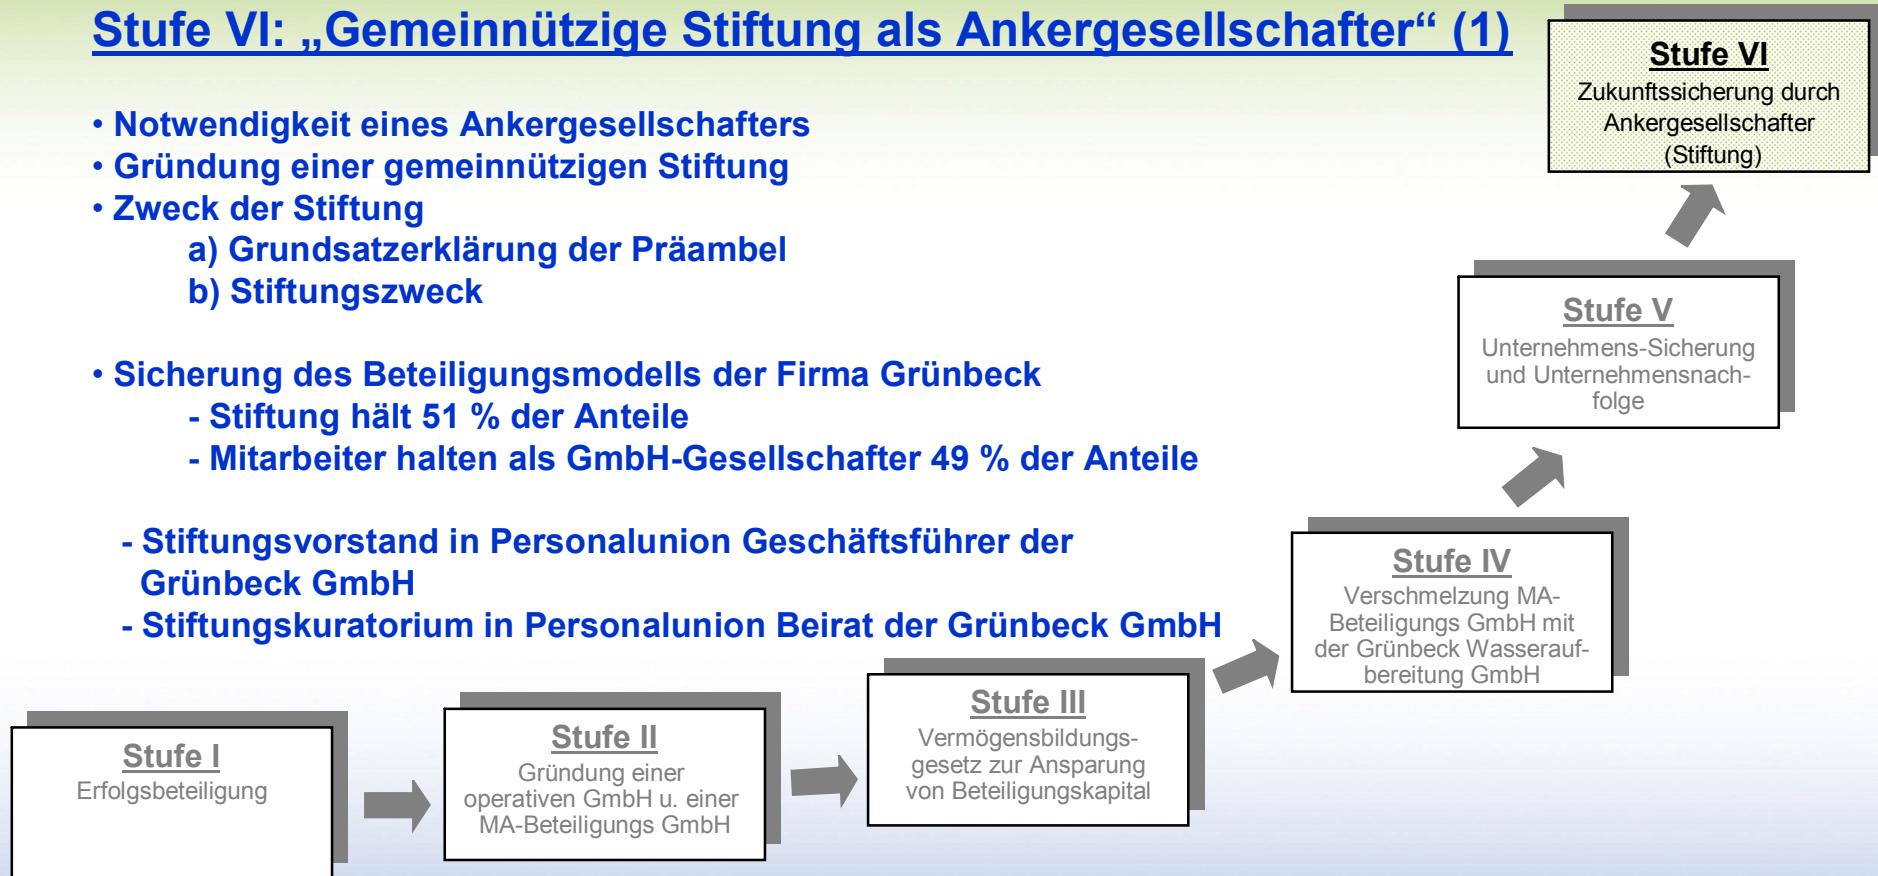 Stufe VI: „Gemeinnützige Stiftung als Ankergesellschafter“ (1)
• Notwendigkeit eines Ankergesellschafters
• Gründung einer gemeinnützigen Stiftung
• Zweck der Stiftung
a) Grundsatzerklärung der Präambel
b) Stiftungszweck
• Sicherung des Beteiligungsmodells der Firma Grünbeck
- Stiftung hält 51 % der Anteile
- Mitarbeiter halten als GmbH-Gesellschafter 49 % der Anteile
- Stiftungsvorstand in Personalunion Geschäftsführer der
Grünbeck GmbH
- Stiftungskuratorium in Personalunion Beirat der Grünbeck GmbH
Stufe I
Erfolgsbeteiligung
Stufe II
Gründung einer
operativen GmbH u. einer
MA-Beteiligungs GmbH
Stufe III
Vermögensbildungs-
gesetz zur Ansparung
von Beteiligungskapital
Stufe IV
Verschmelzung MA-
Beteiligungs GmbH mit
der Grünbeck Wasserauf-
bereitung GmbH
Stufe V
Unternehmens-Sicherung
und Unternehmensnach-
folge
Stufe VI
Zukunftssicherung durch
Ankergesellschafter
(Stiftung)